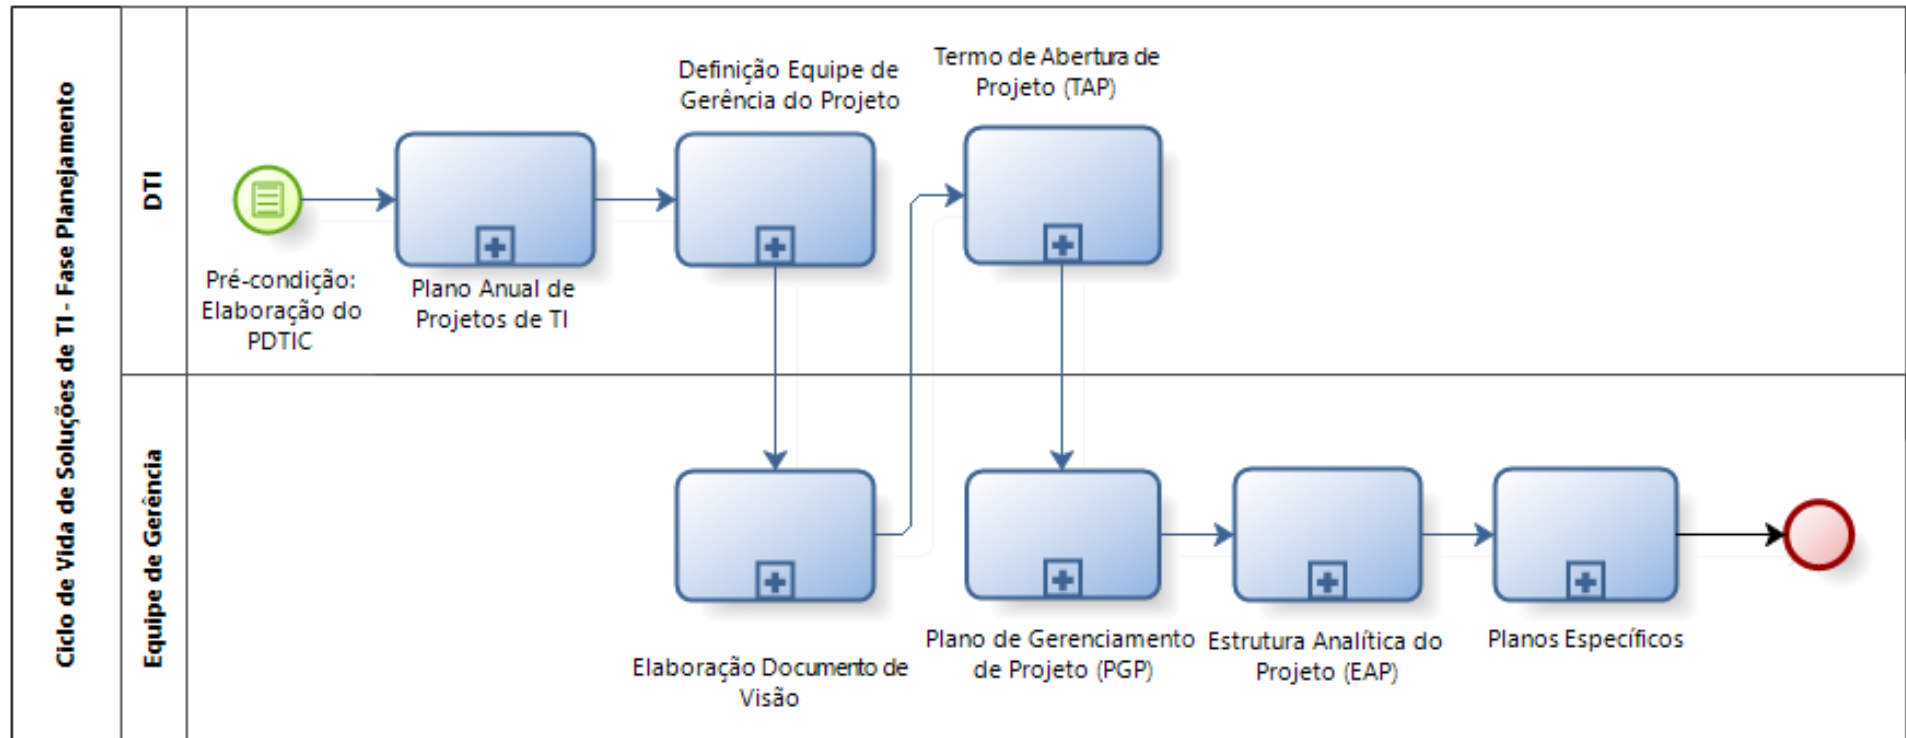 Ciclo de Vida de Soluções de TI - Fase Planejamento
DTI
Pré-condição:
Elaboração do
PDTIC
Plano Anual de
Projetos de TI
Definição Equipe de
Gerência do Projeto
Termo de Abertura de
Projeto (TAP)
Equipe de Gerência
Elaboração Documento de
Visão
Plano de Gerenciamento
de Projeto (PGP)
Estrutura Analítica do
Projeto (EAP)
Planos Específicos